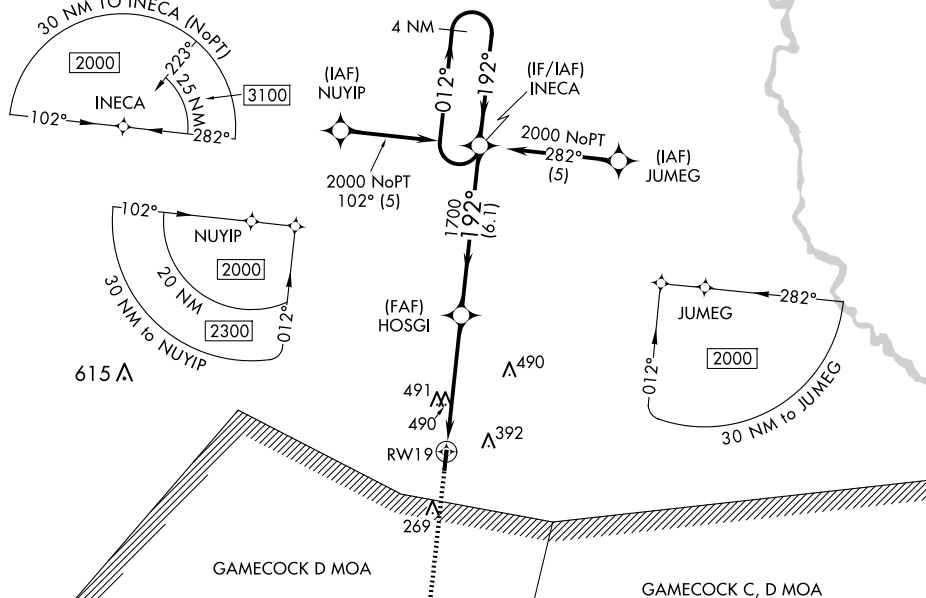 30 NM TO INECA (NoPT)
2000
223°
25 NM
3100
INECA
102°
282°
4 NM
012°
192°
(IF/IAF)
INECA
(IAF)
NUYIP
2000 NoPT
102° (5)
2000 NoPT
282°
(5)
(IAF)
JUMEG
1700
192°
(6.1)
102°
NUYIP
2000
20 NM
2300
30 NM to NUYIP
012°
(FAF)
HOSGI
JUMEG
282°
2000
012°
30 NM to JUMEG
615
490
491
490
392
RW19
269
GAMECOCK D MOA
GAMECOCK C, D MOA